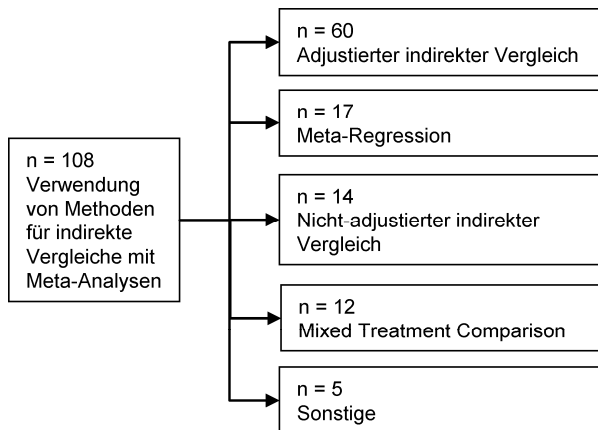 n = 108
Verwendung
von Methoden
für indirekte
Vergleiche mit
Meta-Analysen
n = 60
Adjustierter indirekter Vergleich
n = 17
Meta-Regression
n = 14
Nicht-adjustierter indirekter
Vergleich
n = 12
Mixed Treatment Comparison
n = 5
Sonstige